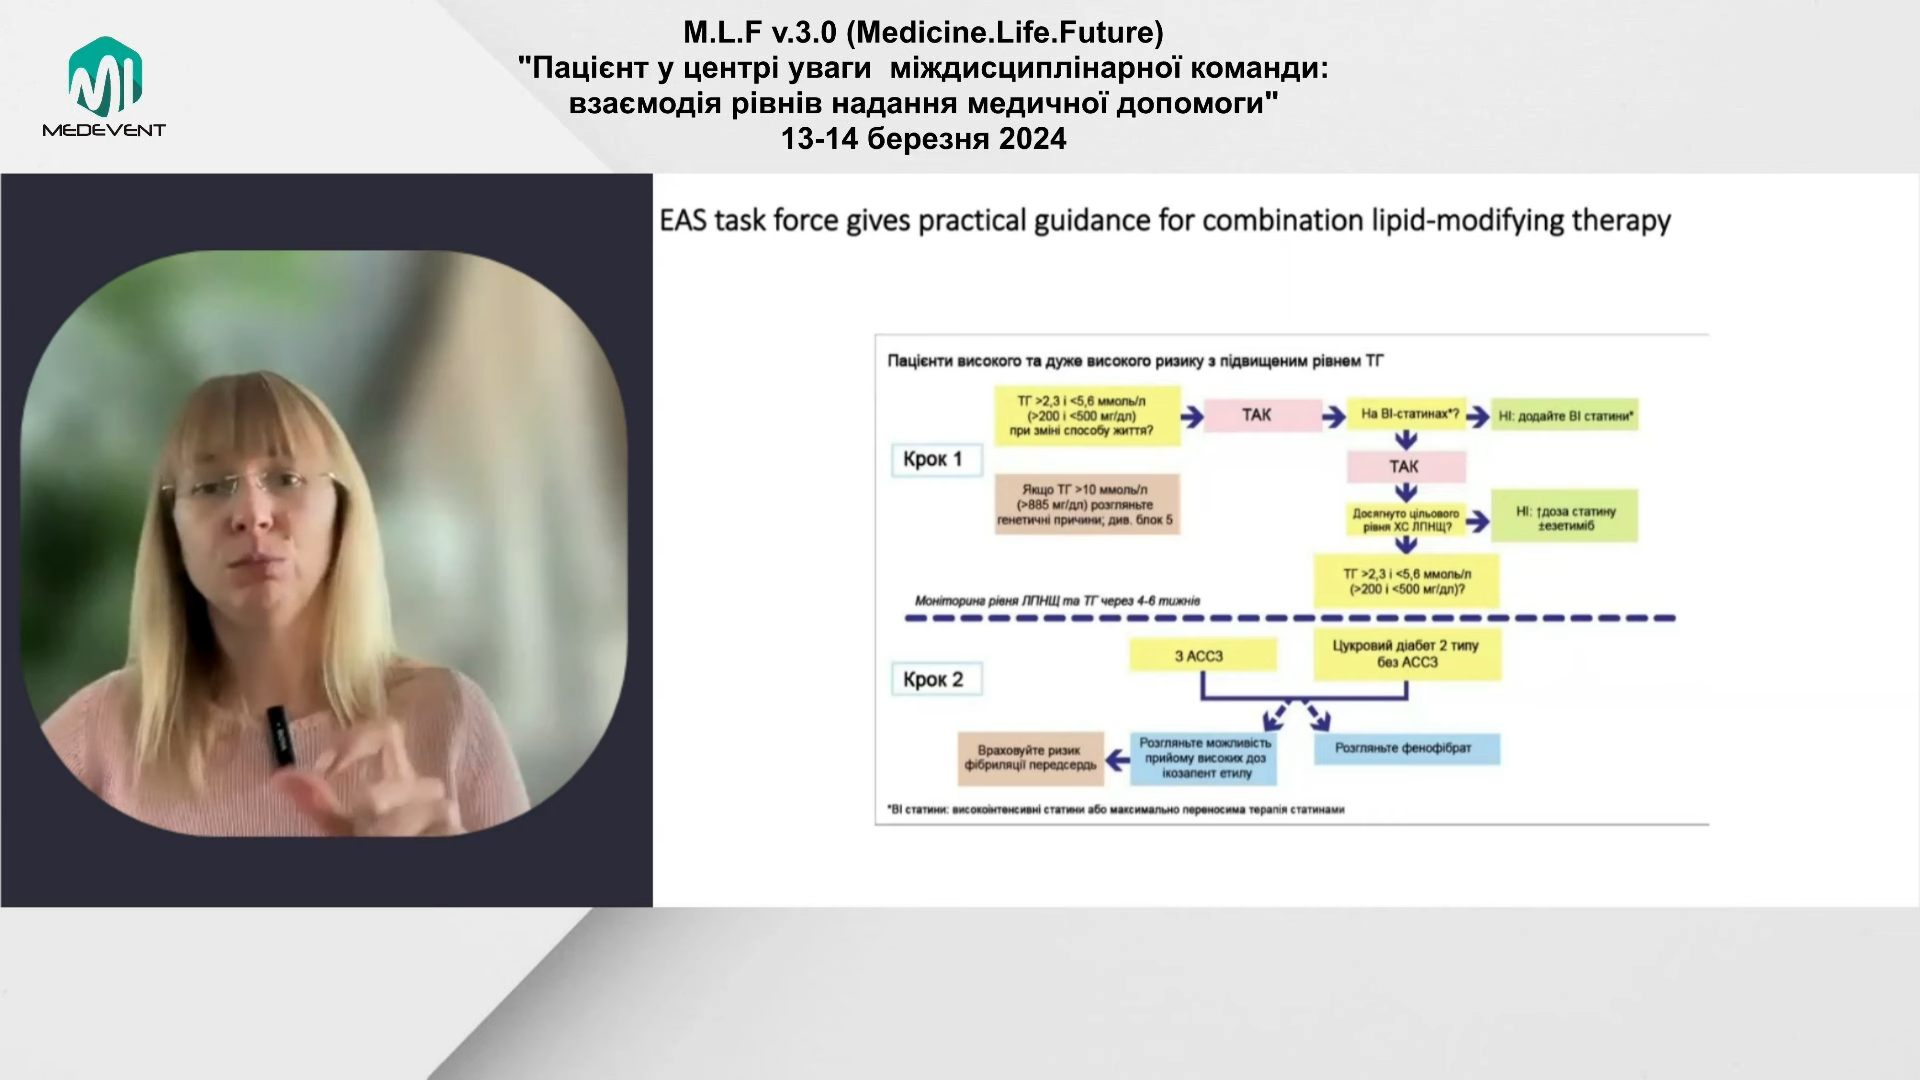 M.L.F v.3.0 (Medicine.Life.Future)
"Пацієнт у центрі уваги міждисциплінарної команди:
взаємодія рівнів надання медичної допомоги"
13-14 березня 2024
MEDEVENT
EAS task force gives practical guidance for combination lipid-modifying therapy
Пацієнти високого та дуже високого ризику з підвищеним рівнем ТГ
ТГ >2,3 і <5,6 ммоль/л
(>200 і <500 мг/дл)
при зміні способу життя?
ТАК
На ВІ-статинах*?
НІ: додайте ВІ статини*
Крок 1
ТАК
Якщо ТГ >10 ммоль/л
(>885 мг/дл) розгляньте
генетичні причини; див. блок 5
Досягнуто цільового
рівня ХС ЛПНЩ?
НІ: ↑доза статину
±езетиміб
ТГ >2,3 і <5,6 ммоль/л
(>200 і <500 мг/дл)?
Моніторинг рівня ЛПНЩ та ТГ через 4-6 тижнів
Крок 2
З АССЗ
Цукровий діабет 2 типу
без АССЗ
Враховуйте ризик
фібриляції передсердь
Розгляньте можливість
прийому високих доз
ікозапент етилу
Розгляньте фенофібрат
*ВІ статини: високоінтенсивні статини або максимально переносима терапія статинами